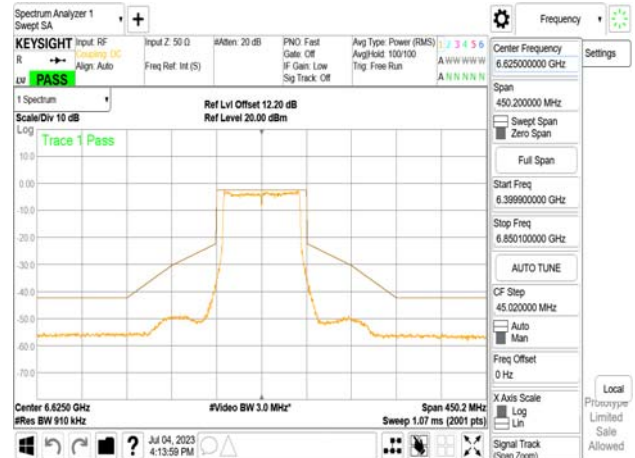 Spectrum Analyzer 1
Swept SA
+
Frequency
KEYSIGHT
Input: RF
Coupling: DC
Align: Auto
Input Z: 50 Ω
Freq Ref: Int (S)
#Atten: 20 dB
PNO: Fast
Gate: Off
IF Gain: Low
Sig Track: Off
Avg Type: Power (RMS)
Avg|Hold: 100/100
Trig: Free Run
1 2 3 4 5 6
A W W W W W
A N N N N N
R
LV PASS
Center Frequency
6.625000000 GHz
Settings
Span
450.200000 MHz
Swept Span
Zero Span
Full Span
Start Freq
6.399900000 GHz
Stop Freq
6.850100000 GHz
AUTO TUNE
CF Step
45.020000 MHz
Auto
Man
Freq Offset
0 Hz
X Axis Scale
Log
Lin
Signal Track
(Span Zoom)
Local
Prototype
Limited
Sale
Allowed
1 Spectrum
Scale/Div 10 dB
Ref Lvl Offset 12.20 dB
Ref Level 20.00 dBm
Log
Trace 1 Pass
10.0
0.00
-10.0
-20.0
-30.0
-40.0
-50.0
-60.0
-70.0
Center 6.6250 GHz
#Video BW 3.0 MHz*
Span 450.2 MHz
#Res BW 910 kHz
Sweep 1.07 ms (2001 pts)
?
Jul 04, 2023
4:13:59 PM